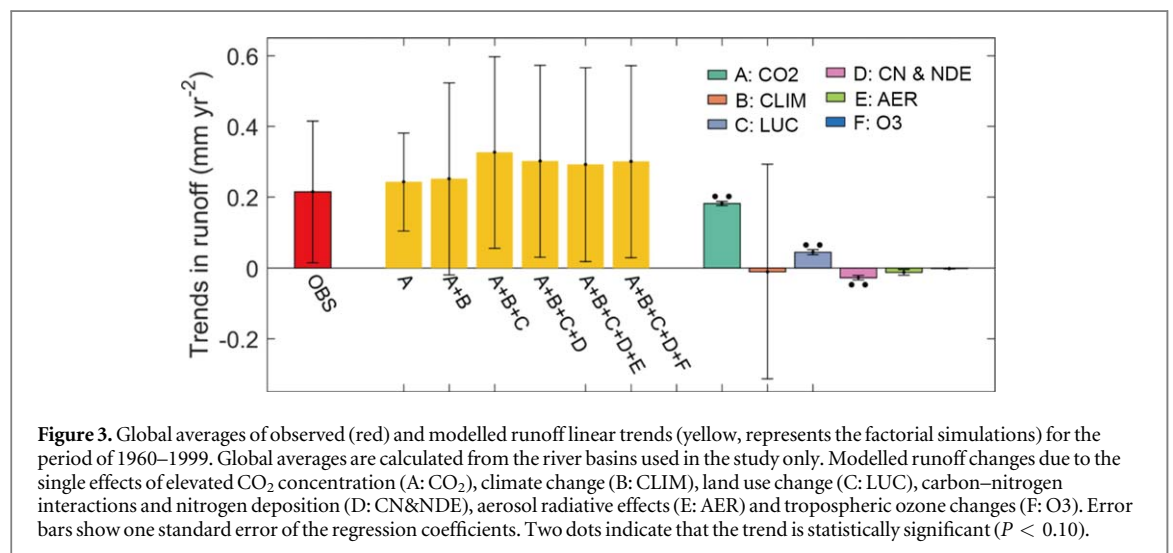 0.6
0.4
0.2
0
-0.2
Trends in runoff (mm yr-2)
OBS
A
A+B
A+B+C
A+B+C+D
A+B+C+D+E
A+B+C+D+F
A: CO2
B: CLIM
C: LUC
D: CN & NDE
E: AER
F: O3
Figure 3. Global averages of observed (red) and modelled runoff linear trends (yellow, represents the factorial simulations) for the
period of 1960–1999. Global averages are calculated from the river basins used in the study only. Modelled runoff changes due to the
single effects of elevated CO2 concentration (A: CO2), climate change (B: CLIM), land use change (C: LUC), carbon–nitrogen
interactions and nitrogen deposition (D: CN&NDE), aerosol radiative effects (E: AER) and tropospheric ozone changes (F: O3). Error
bars show one standard error of the regression coefficients. Two dots indicate that the trend is statistically significant (P < 0.10).